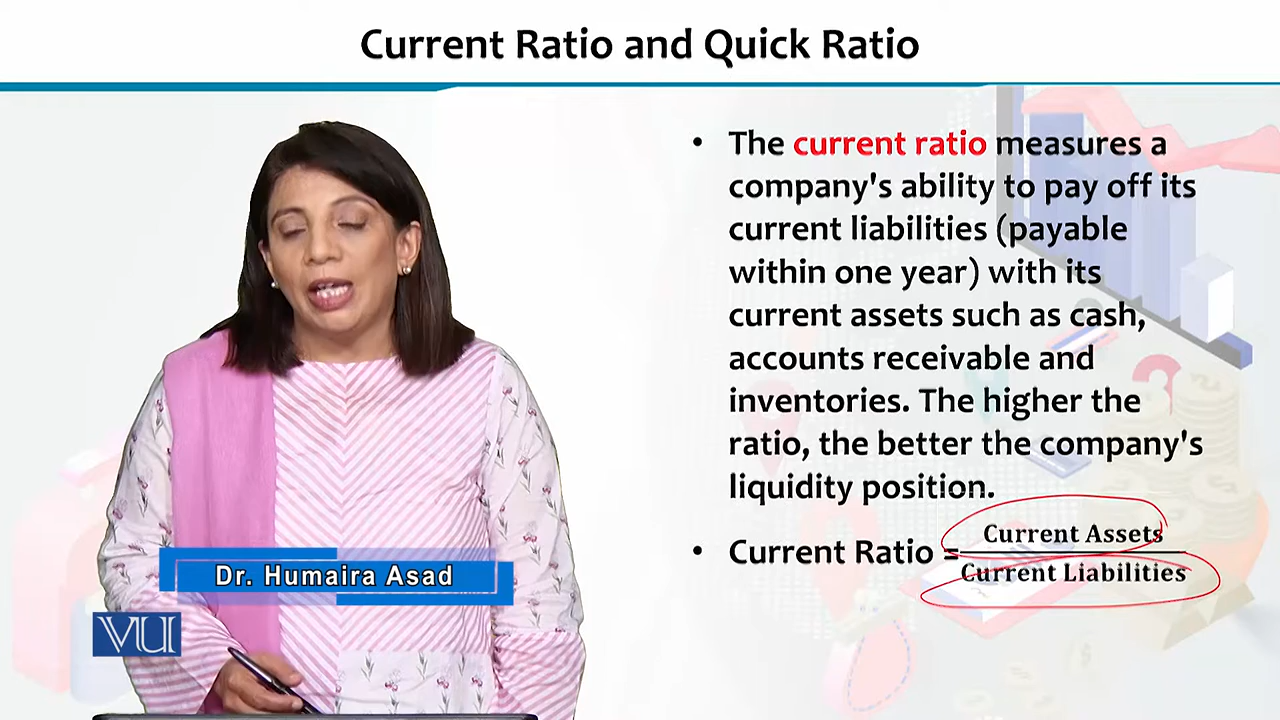 Current Ratio and Quick Ratio
• The current ratio measures a
company's ability to pay off its
current liabilities (payable
within one year) with its
current assets such as cash,
accounts receivable and
inventories. The higher the
ratio, the better the company's
liquidity position.
• Current Ratio = Current Assets
Current Liabilities
Dr. Humaira Asad
VU